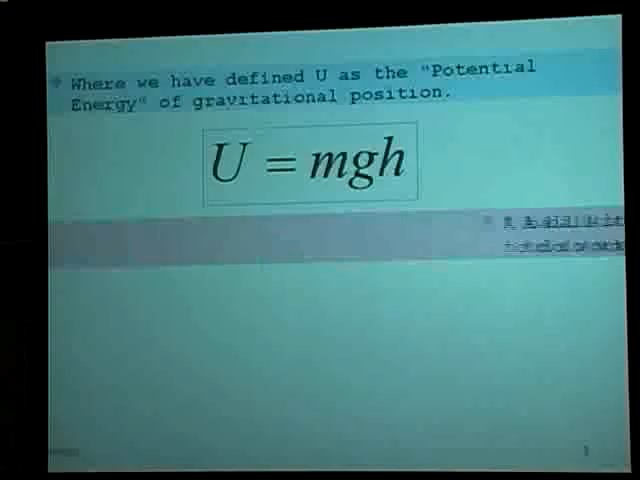 Where we have defined U as the "Potential
Energy" of gravitational position.
U = mgh